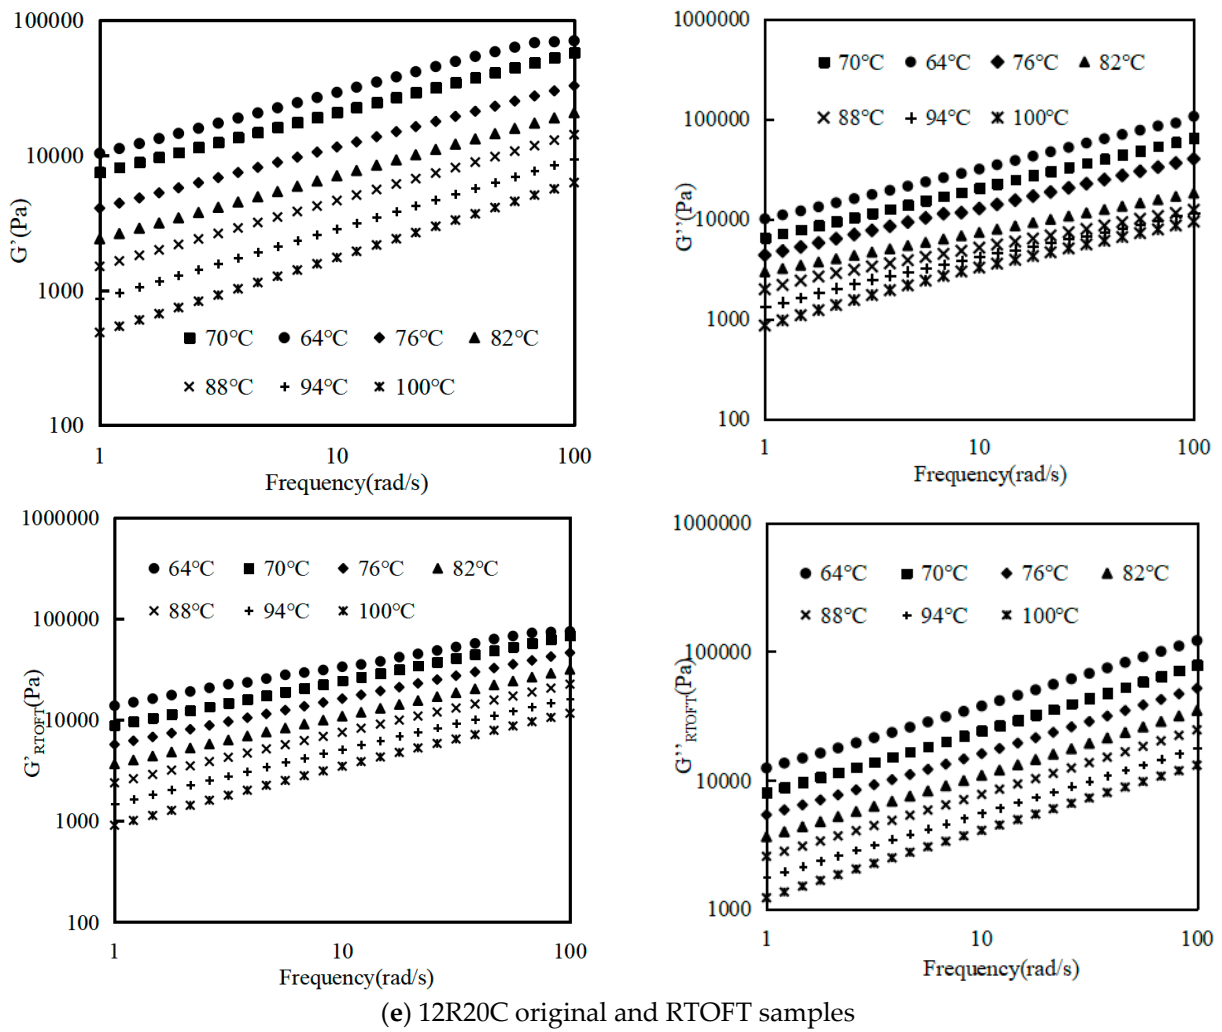 100000
10000
1000
100
G’(Pa)
70℃ 64℃ 76℃ 82℃
88℃ 94℃ 100℃
1 10 100
Frequency(rad/s)
1000000
100000
10000
1000
100
G’’(Pa)
70℃ 64℃ 76℃ 82℃
88℃ 94℃ 100℃
1 10 100
Frequency(rad/s)
1000000
100000
10000
1000
100
G’RTOFT(Pa)
64℃ 70℃ 76℃ 82℃
88℃ 94℃ 100℃
1 10 100
Frequency(rad/s)
1000000
100000
10000
1000
G’’RTOFT(Pa)
64℃ 70℃ 76℃ 82℃
88℃ 94℃ 100℃
1 10 100
Frequency(rad/s)
(e) 12R20C original and RTOFT samples